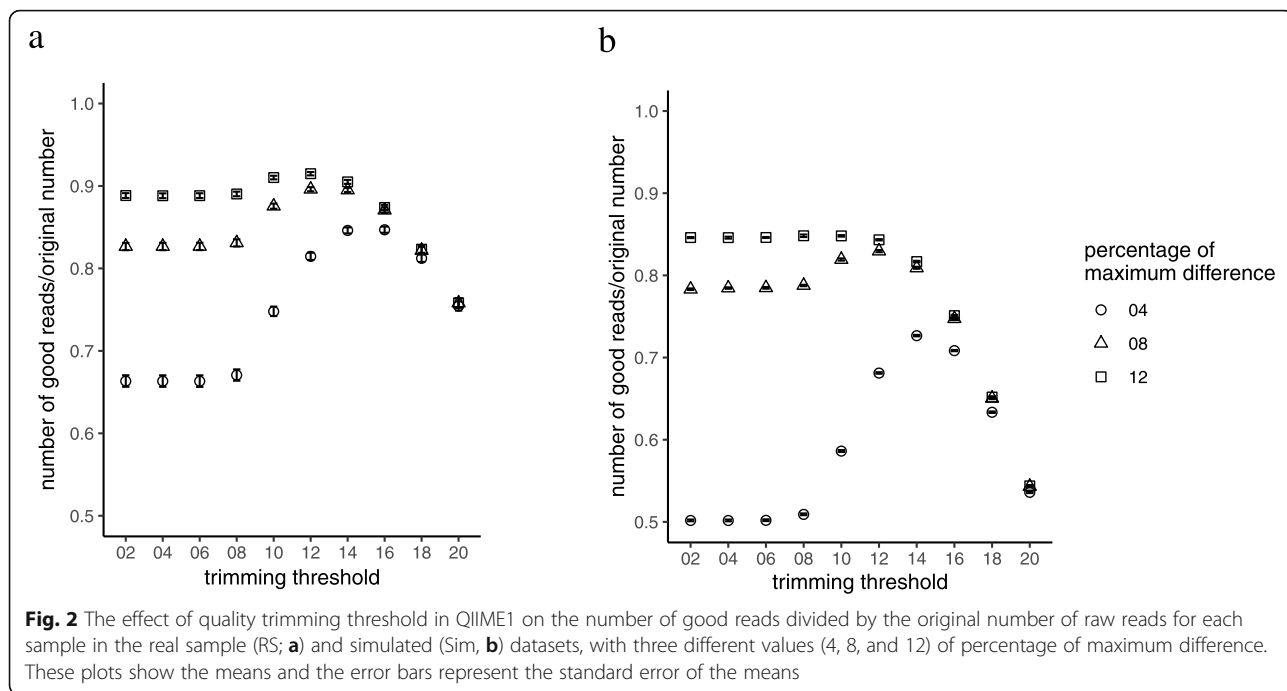 a
b
number of good reads/original number
1.0
0.9
0.8
0.7
0.6
0.5
02 04 06 08 10 12 14 16 18 20
trimming threshold
number of good reads/original number
1.0
0.9
0.8
0.7
0.6
0.5
02 04 06 08 10 12 14 16 18 20
trimming threshold
percentage of
maximum difference
04
08
12
Fig. 2 The effect of quality trimming threshold in QIIME1 on the number of good reads divided by the original number of raw reads for each
sample in the real sample (RS; a) and simulated (Sim, b) datasets, with three different values (4, 8, and 12) of percentage of maximum difference.
These plots show the means and the error bars represent the standard error of the means